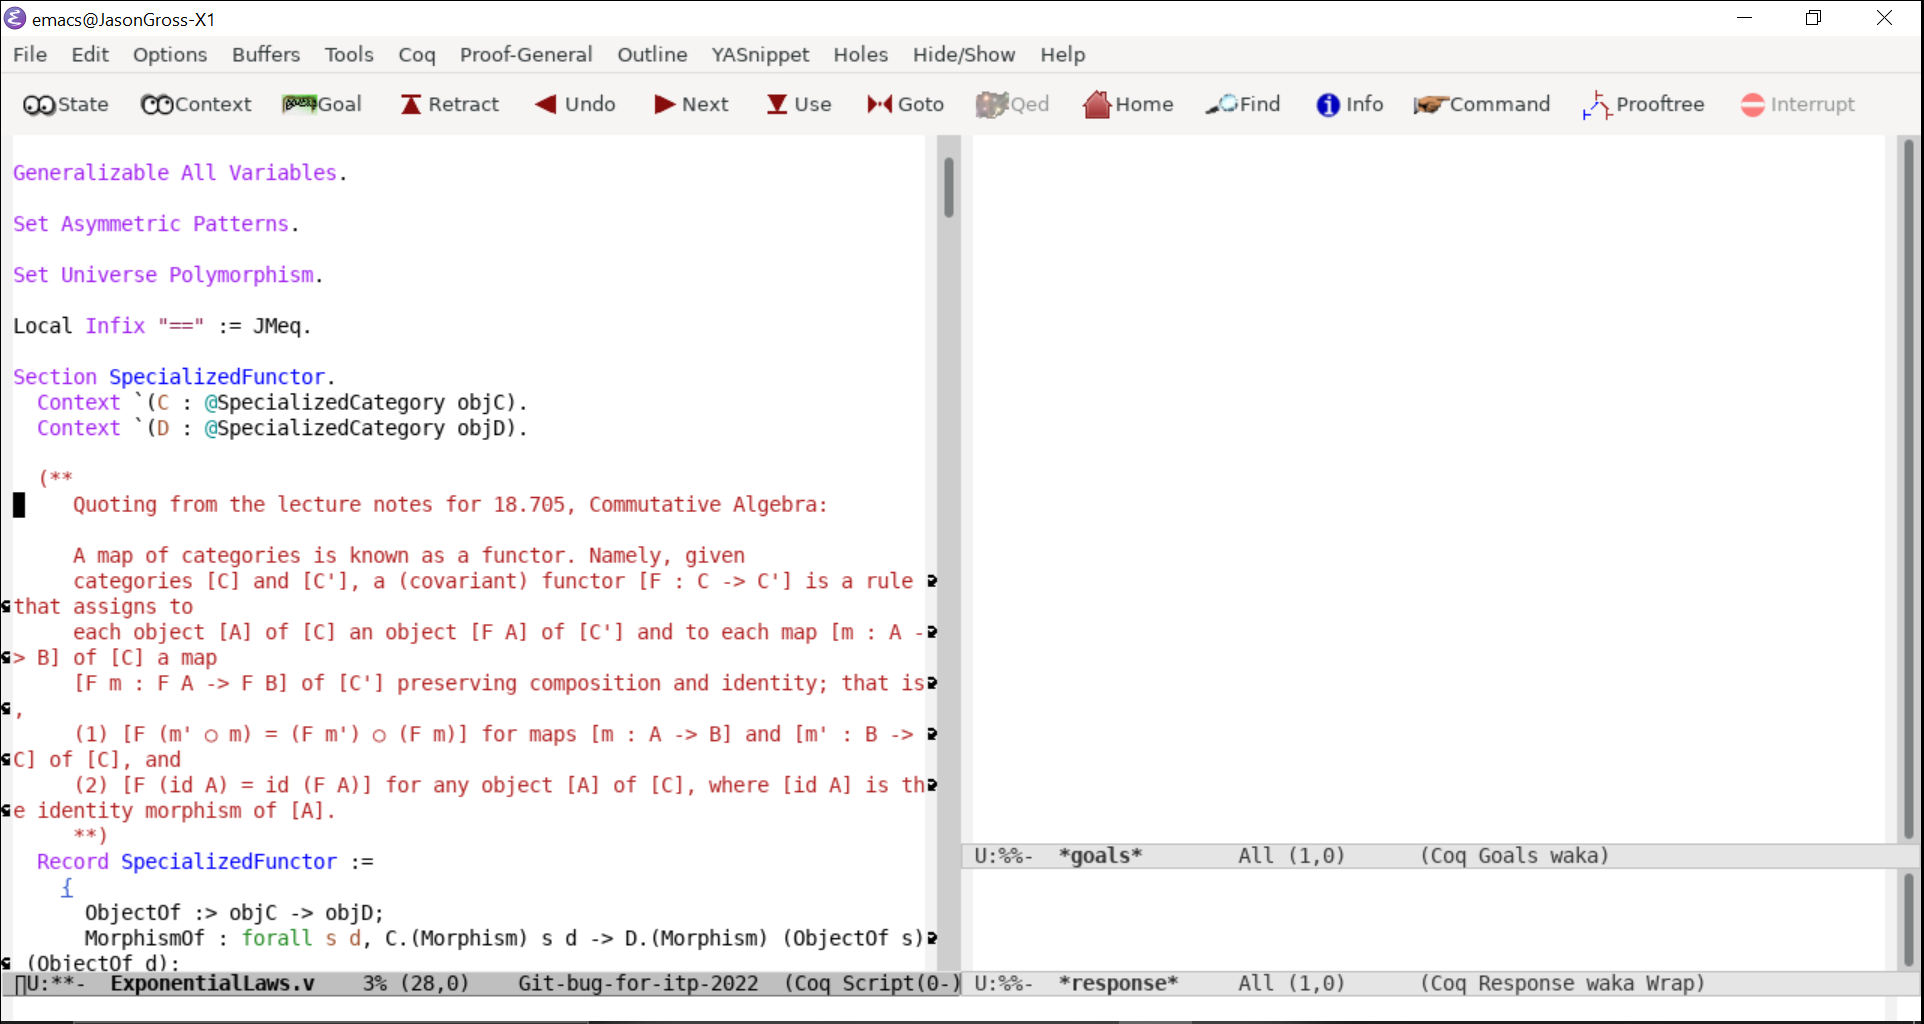 emacs@JasonGross-X1
File Edit Options Buffers Tools Coq Proof-General Outline YASnippet Holes Hide/Show Help
State Context Goal Retract Undo Next Use Goto Qed Home Find Info Command Prooftree Interrupt
Generalizable All Variables.
Set Asymmetric Patterns.
Set Universe Polymorphism.
Local Infix "==" := JMeq.
Section SpecializedFunctor.
Context `(C : @SpecializedCategory objC).
Context `(D : @SpecializedCategory objD).
(**
Quoting from the lecture notes for 18.705, Commutative Algebra:
A map of categories is known as a functor. Namely, given
categories [C] and [C'], a (covariant) functor [F : C -> C'] is a rule
that assigns to
each object [A] of [C] an object [F A] of [C'] and to each map [m : A -
> B] of [C] a map
[F m : F A -> F B] of [C'] preserving composition and identity; that is
,
(1) [F (m' ○ m) = (F m') ○ (F m)] for maps [m : A -> B] and [m' : B ->
C] of [C], and
(2) [F (id A) = id (F A)] for any object [A] of [C], where [id A] is th
e identity morphism of [A].
**)
Record SpecializedFunctor :=
{
ObjectOf :> objC -> objD;
MorphismOf : forall s d, C.(Morphism) s d -> D.(Morphism) (ObjectOf s)
(ObjectOf d);
U:**- ExponentialLaws.v 3% (28,0) Git-bug-for-itp-2022 (Coq Script(0-)
U:%%- *goals* All (1,0) (Coq Goals waka)
U:%%- *response* All (1,0) (Coq Response waka Wrap)